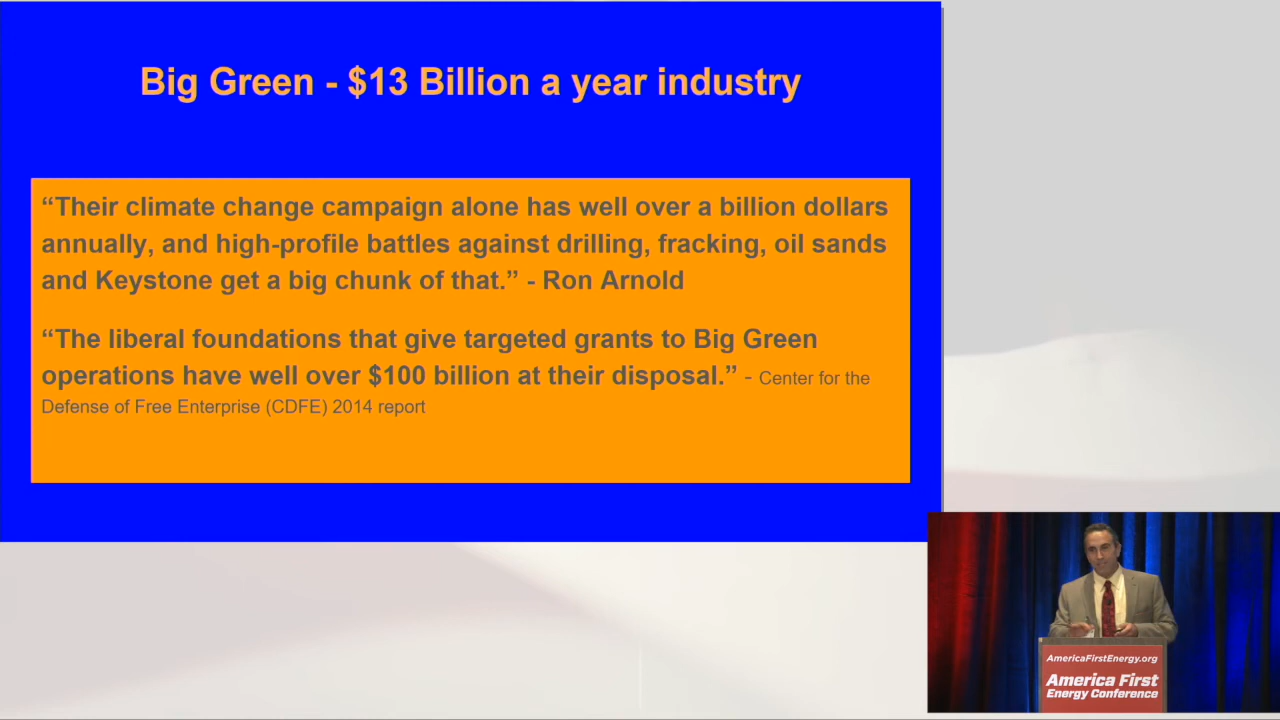 Big Green - $13 Billion a year industry
“Their climate change campaign alone has well over a billion dollars
annually, and high-profile battles against drilling, fracking, oil sands
and Keystone get a big chunk of that.” - Ron Arnold
“The liberal foundations that give targeted grants to Big Green
operations have well over $100 billion at their disposal.” - Center for the
Defense of Free Enterprise (CDFE) 2014 report
AmericaFirstEnergy.org
America First
Energy Conference